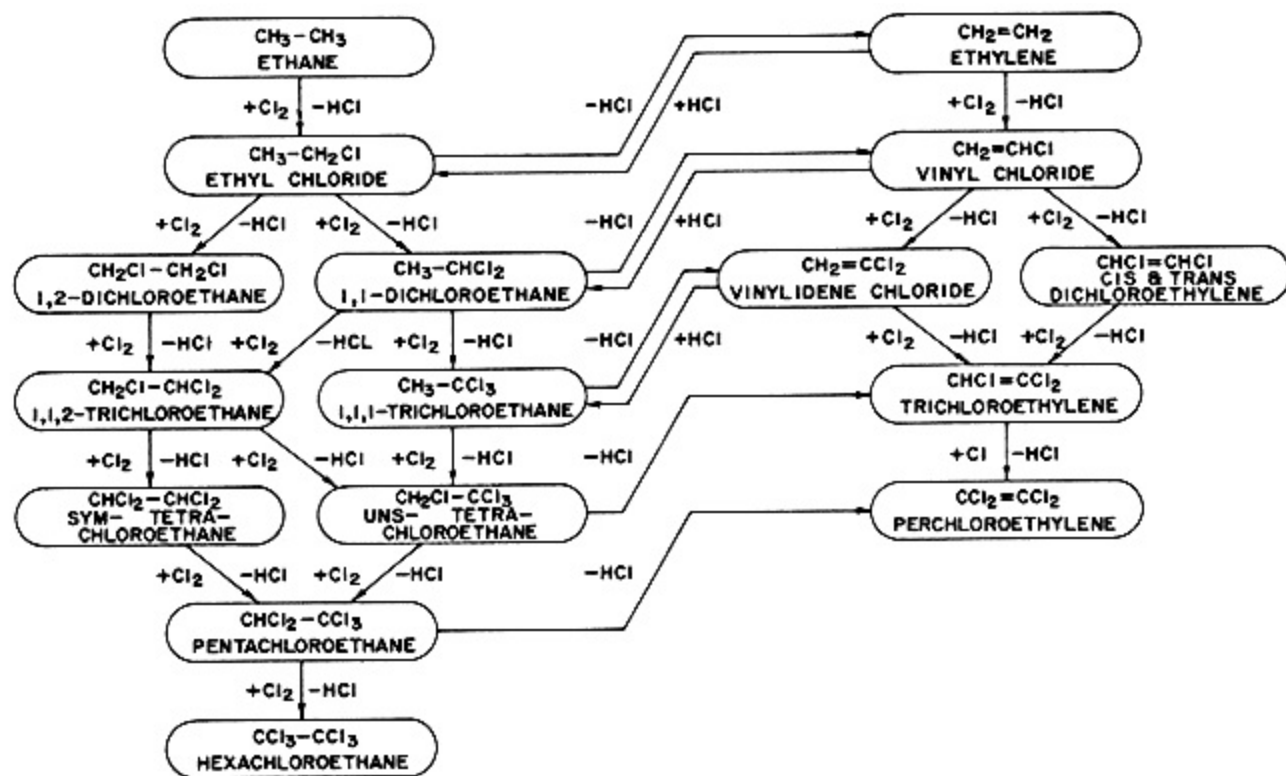 CH3-CH3
ETHANE
CH2=CH2
ETHYLENE
+Cl2 -HCl
-HCl +HCl
+Cl2 -HCl
CH3-CH2Cl
ETHYL CHLORIDE
CH2=CHCl
VINYL CHLORIDE
+Cl2 -HCl +Cl2 -HCl
-HCl +HCl
+Cl2 -HCl +Cl2 -HCl
CH2Cl-CH2Cl
1,2-DICHLOROETHANE
CH3-CHCl2
1,1-DICHLOROETHANE
CH2=CCl2
VINYLIDENE CHLORIDE
CHCl=CHCl
CIS & TRANS
DICHLOROETHYLENE
+Cl2 -HCl +Cl2 -HCL +Cl2 -HCl
-HCl +HCl
+Cl2 -HCl +Cl2 -HCl
CH2Cl-CHCl2
1,1,2-TRICHLOROETHANE
CH3-CCl3
1,1,1-TRICHLOROETHANE
CHCl=CCl2
TRICHLOROETHYLENE
+Cl2 -HCl +Cl2 -HCl +Cl2 -HCl
-HCl
+Cl -HCl
CHCl2-CHCl2
SYM- TETRA-
CHLOROETHANE
CH2Cl-CCl3
UNS- TETRA-
CHLOROETHANE
CCl2=CCl2
PERCHLOROETHYLENE
+Cl2 -HCl +Cl2 -HCl
-HCl
CHCl2-CCl3
PENTACHLOROETHANE
+Cl2 -HCl
CCl3-CCl3
HEXACHLOROETHANE